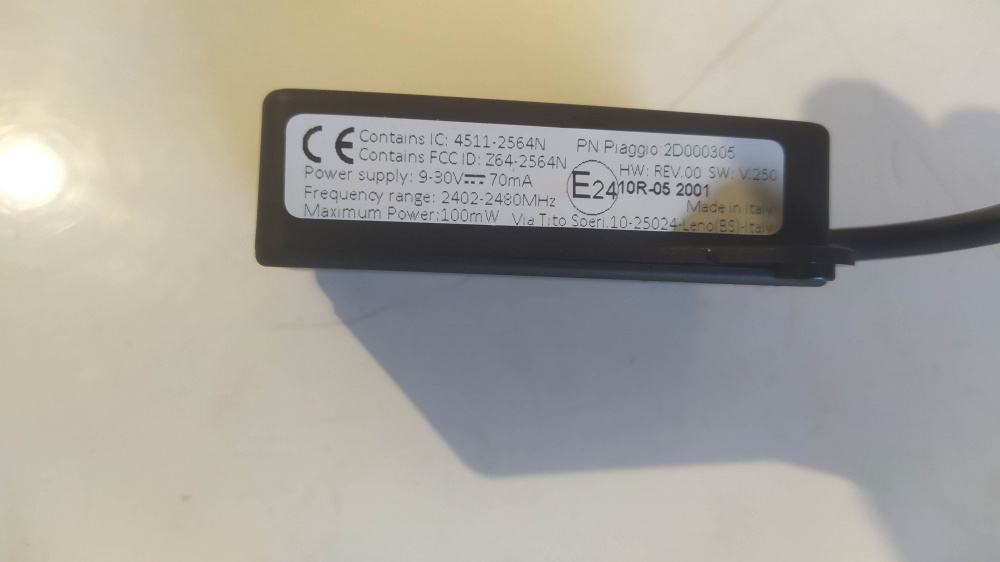 CE Contains IC: 4511-2564N PN Piaggio:2D000305
Contains FCC ID: Z64-2564N HW: REV.00 SW: V.250
Power supply: 9-30V⎓ 70mA E24 10R-05 2001
Frequency range: 2402-2480MHz Made in Italy
Maximum Power:100mW Via Tito Speri,10-25024-Leno(BS)-Italy